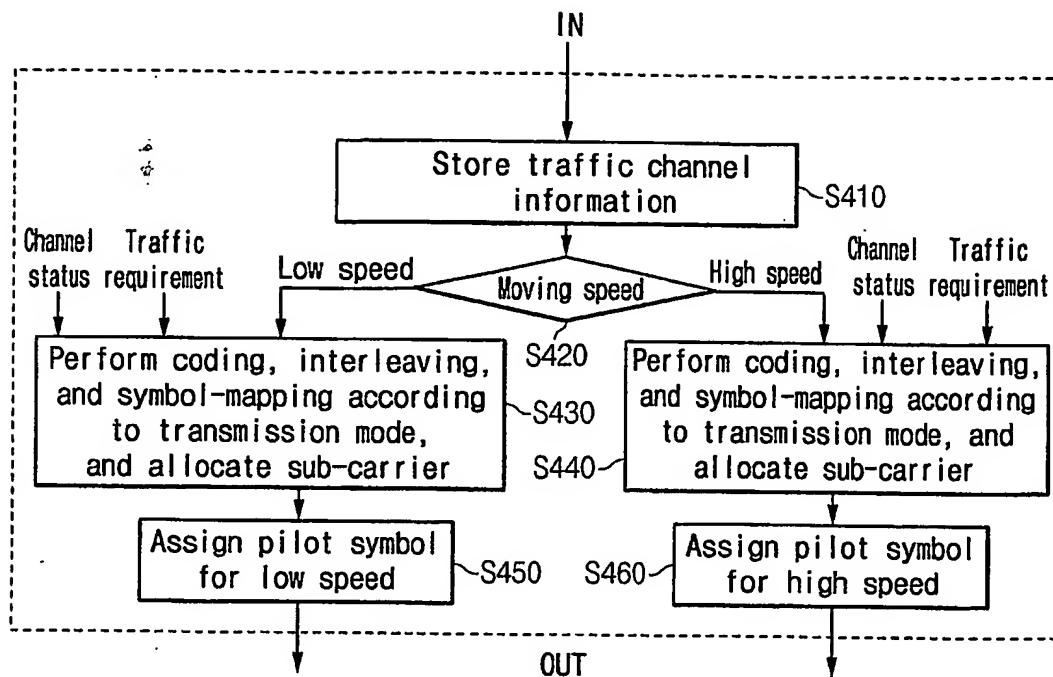 IN
Store traffic channel
information
S410
Channel Traffic
status requirement
Low speed
Moving speed
High speed
Channel Traffic
status requirement
S420
Perform coding, interleaving,
and symbol-mapping according
to transmission mode,
and allocate sub-carrier
S430
Perform coding, interleaving,
and symbol-mapping according
to transmission mode, and
allocate sub-carrier
S440
Assign pilot symbol
for low speed
S450
Assign pilot symbol
for high speed
S460
OUT